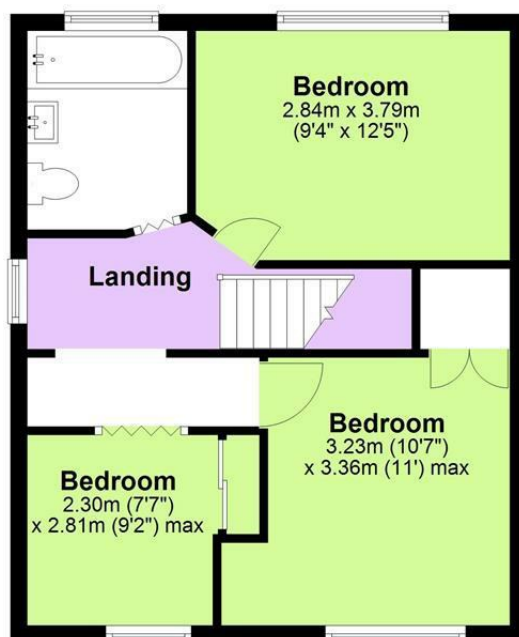 Bedroom
2.84m x 3.79m
(9'4" x 12'5")
Landing
Bedroom
3.23m (10'7")
x 3.36m (11') max
Bedroom
2.30m (7'7")
x 2.81m (9'2") max